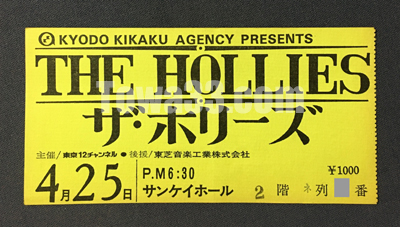 KYODO KIKAKU AGENCY PRESENTS
THE HOLLIES
ザ・ホリーズ
主催/東京12チャンネル●後援/東芝音楽工業株式会社
4月25日
P.M6:30
サンケイホール
¥1000
2階 ネ列 番